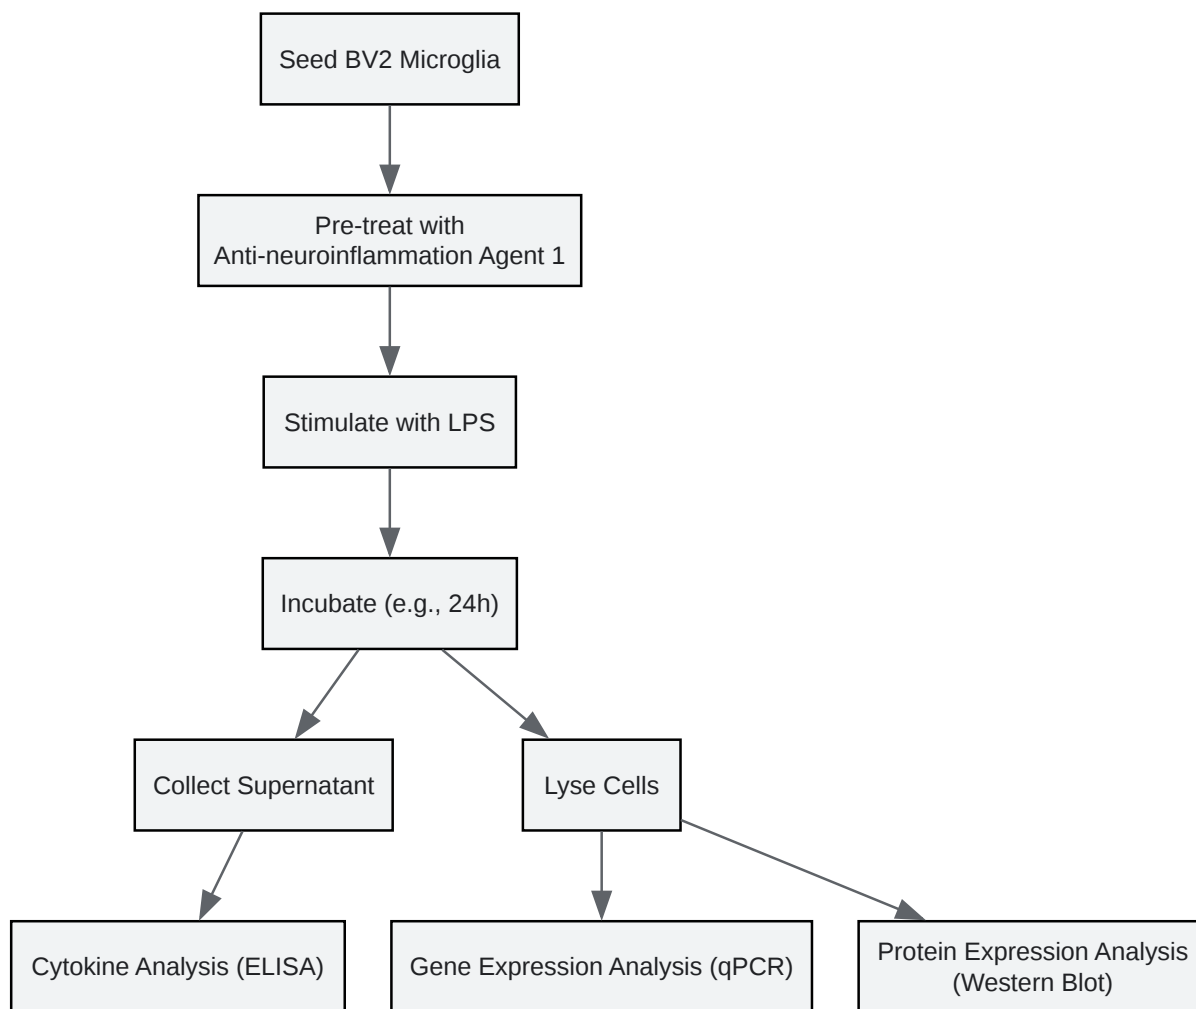 Seed BV2 Microglia
Pre-treat with
Anti-neuroinflammation Agent 1
Stimulate with LPS
Incubate (e.g., 24h)
Collect Supernatant
Lyse Cells
Cytokine Analysis (ELISA)
Gene Expression Analysis (qPCR)
Protein Expression Analysis
(Western Blot)